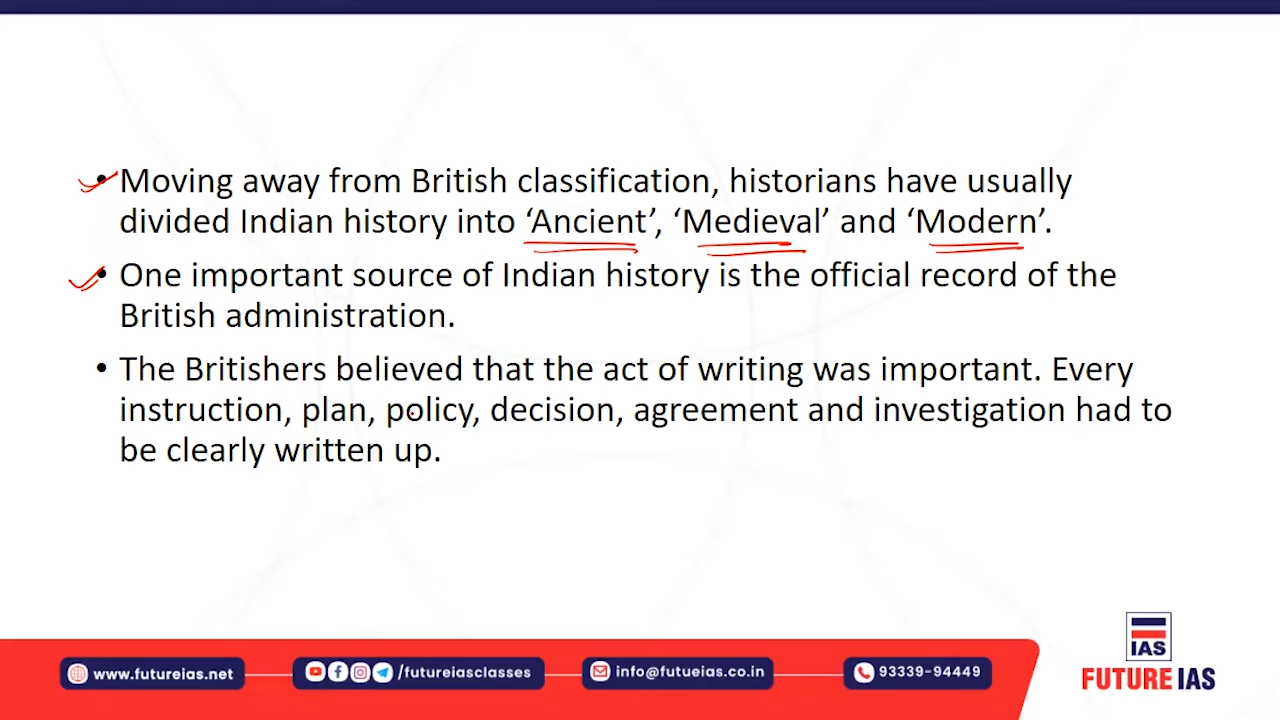 • Moving away from British classification, historians have usually
divided Indian history into ‘Ancient’, ‘Medieval’ and ‘Modern’.
• One important source of Indian history is the official record of the
British administration.
• The Britishers believed that the act of writing was important. Every
instruction, plan, policy, decision, agreement and investigation had to
be clearly written up.
IAS
www.futureias.net /futureiasclasses info@futueias.co.in 93339-94449
FUTURE IAS